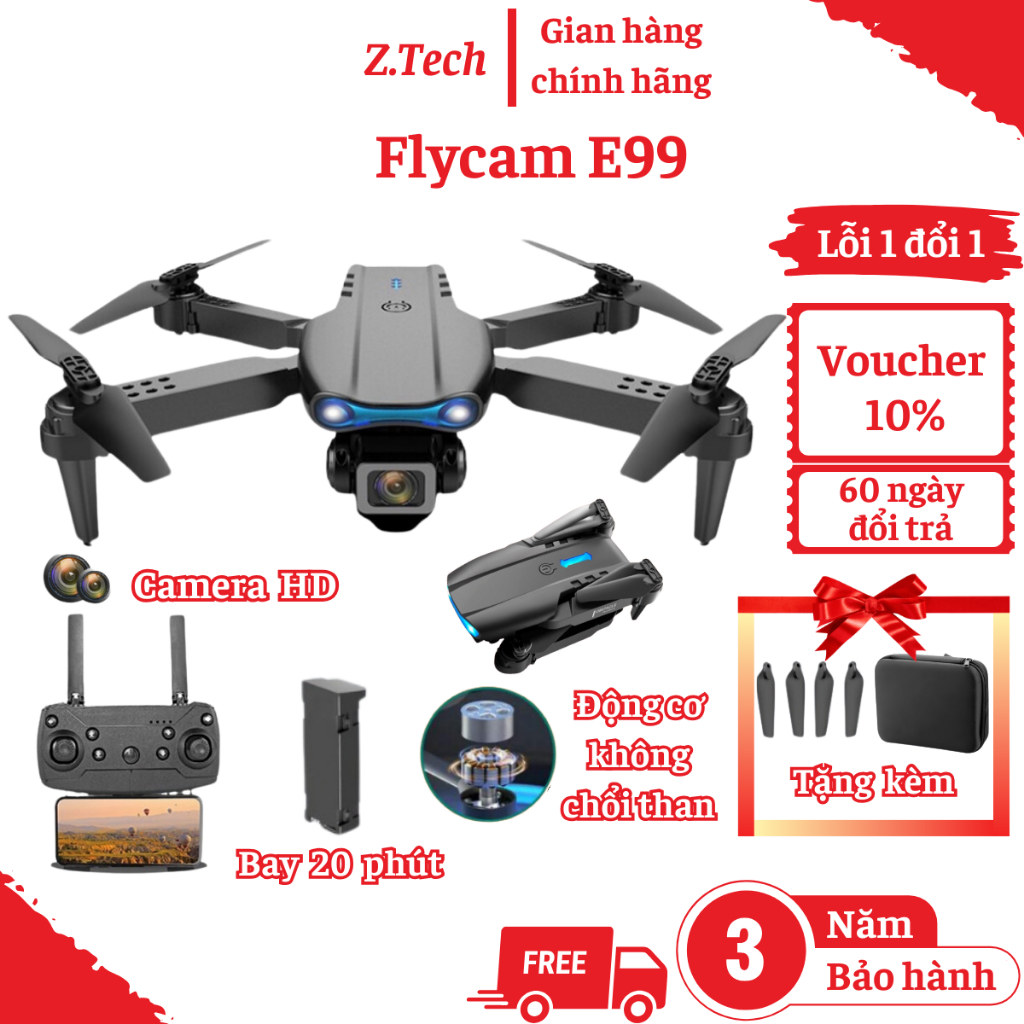 Z.Tech
Gian hàng
chính hãng
Flycam E99
Lỗi 1 đổi 1
Voucher
10%
60 ngày
đổi trả
Camera HD
Động cơ
không
chổi than
Tặng kèm
Bay 20 phút
FREE
3
Năm
Bảo hành